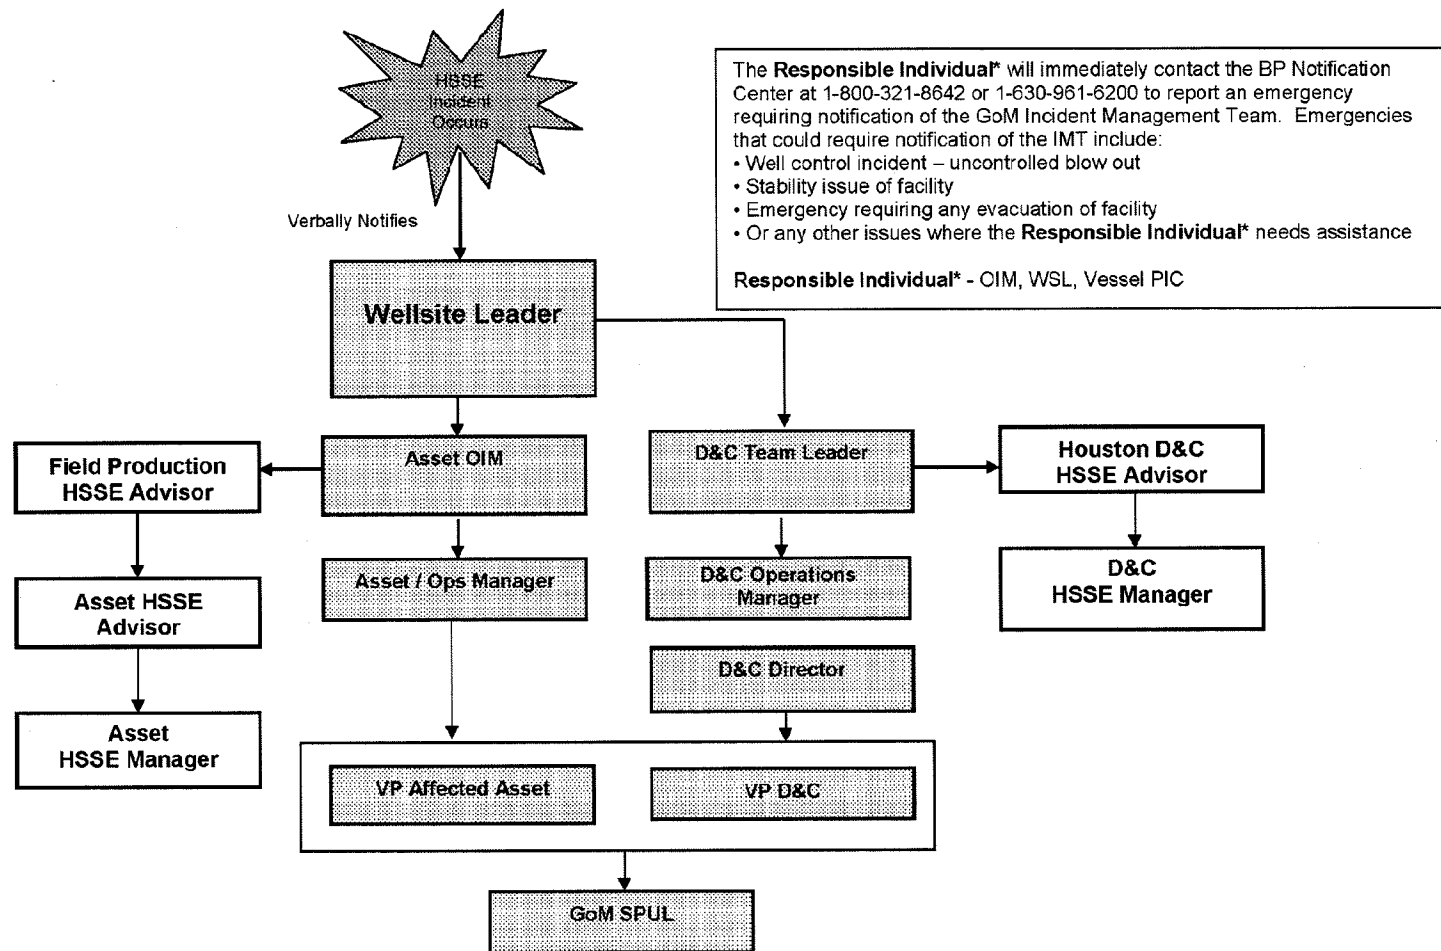 HSSE
Incident
Occurs
The Responsible Individual* will immediately contact the BP Notification
Center at 1-800-321-8642 or 1-630-961-6200 to report an emergency
requiring notification of the GoM Incident Management Team. Emergencies
that could require notification of the IMT include:
• Well control incident – uncontrolled blow out
• Stability issue of facility
• Emergency requiring any evacuation of facility
• Or any other issues where the Responsible Individual* needs assistance
Responsible Individual* - OIM, WSL, Vessel PIC
Verbally Notifies
Wellsite Leader
Field Production
HSSE Advisor
Asset OIM
D&C Team Leader
Houston D&C
HSSE Advisor
Asset HSSE
Advisor
Asset / Ops Manager
D&C Operations
Manager
D&C
HSSE Manager
D&C Director
Asset
HSSE Manager
VP Affected Asset
VP D&C
GoM SPUL